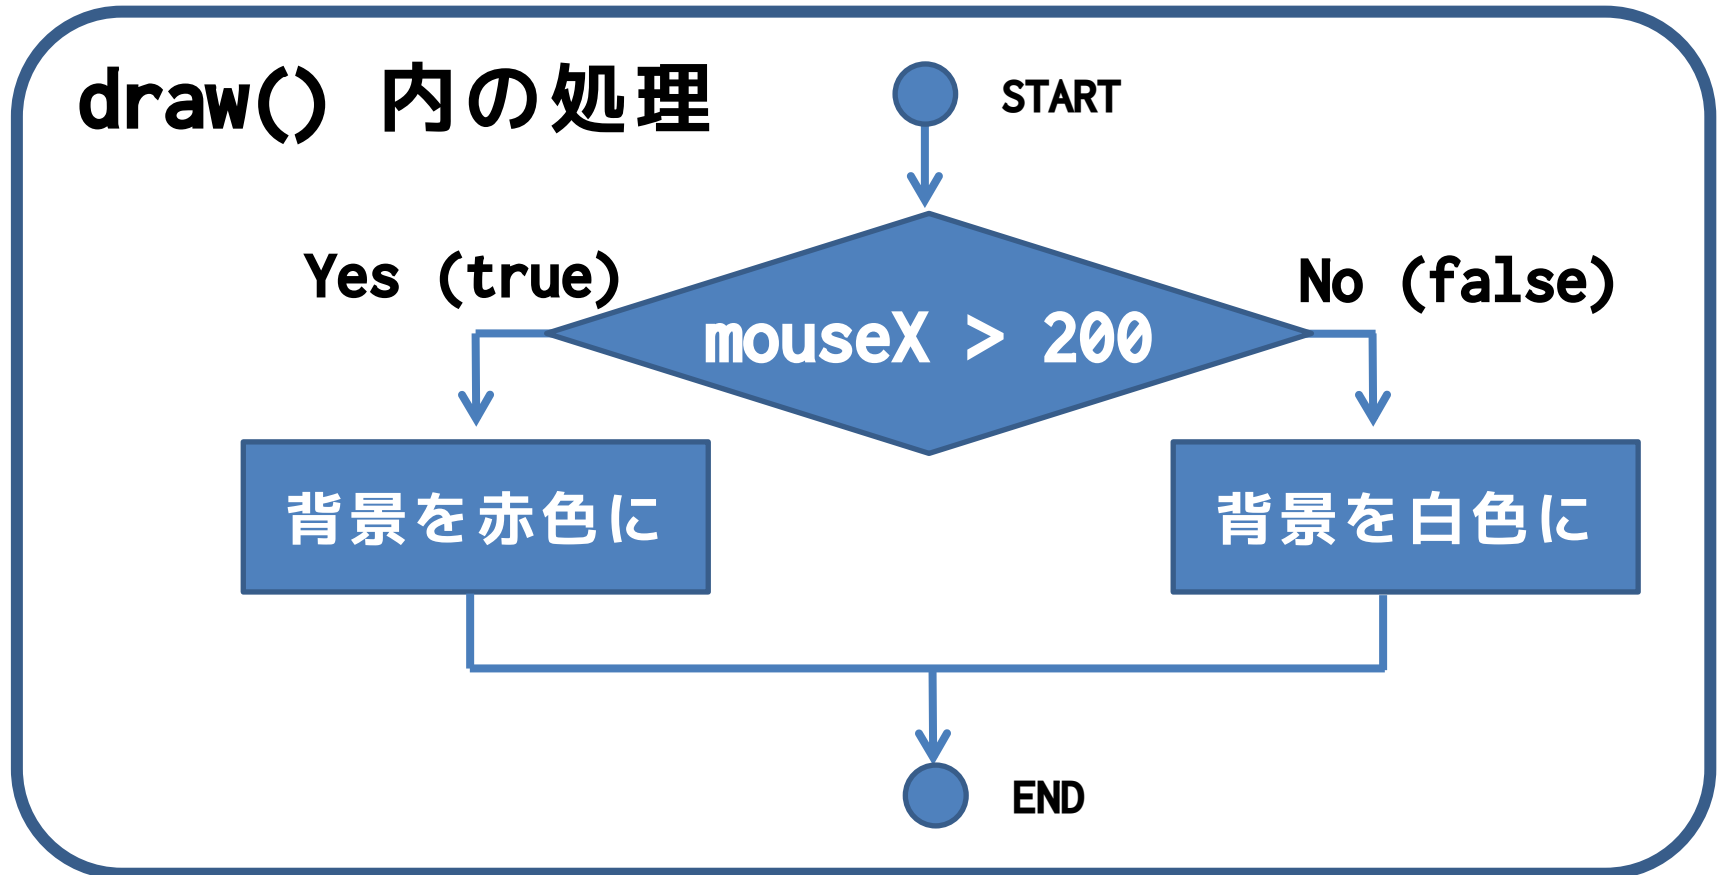 draw() 内の処理
START
Yes (true)
No (false)
mouseX > 200
背景を赤色に
背景を白色に
END